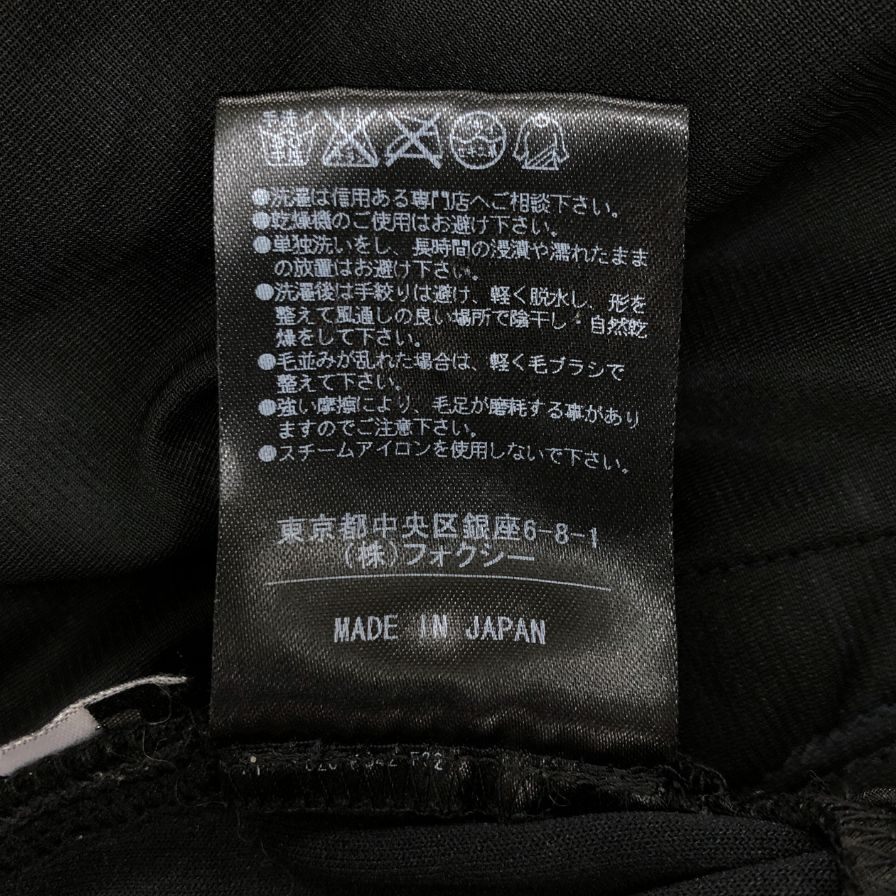 ●洗濯は信用ある専門店へご相談下さい。
●乾燥機のご使用はお避け下さい。
●単独洗いをし、長時間の浸漬や濡れたまま
の放置はお避け下さい。
●洗濯後は手絞りは避け、軽く脱水し、形を
整えて風通しの良い場所で陰干し・自然乾
燥をして下さい。
●毛並みが乱れた場合は、軽く毛ブラシで
整えて下さい。
●強い摩擦により、毛足が磨耗する事があり
ますのでご注意下さい。
●スチームアイロンを使用しないで下さい。
東京都中央区銀座6-8-1
(株)フォクシー
MADE IN JAPAN